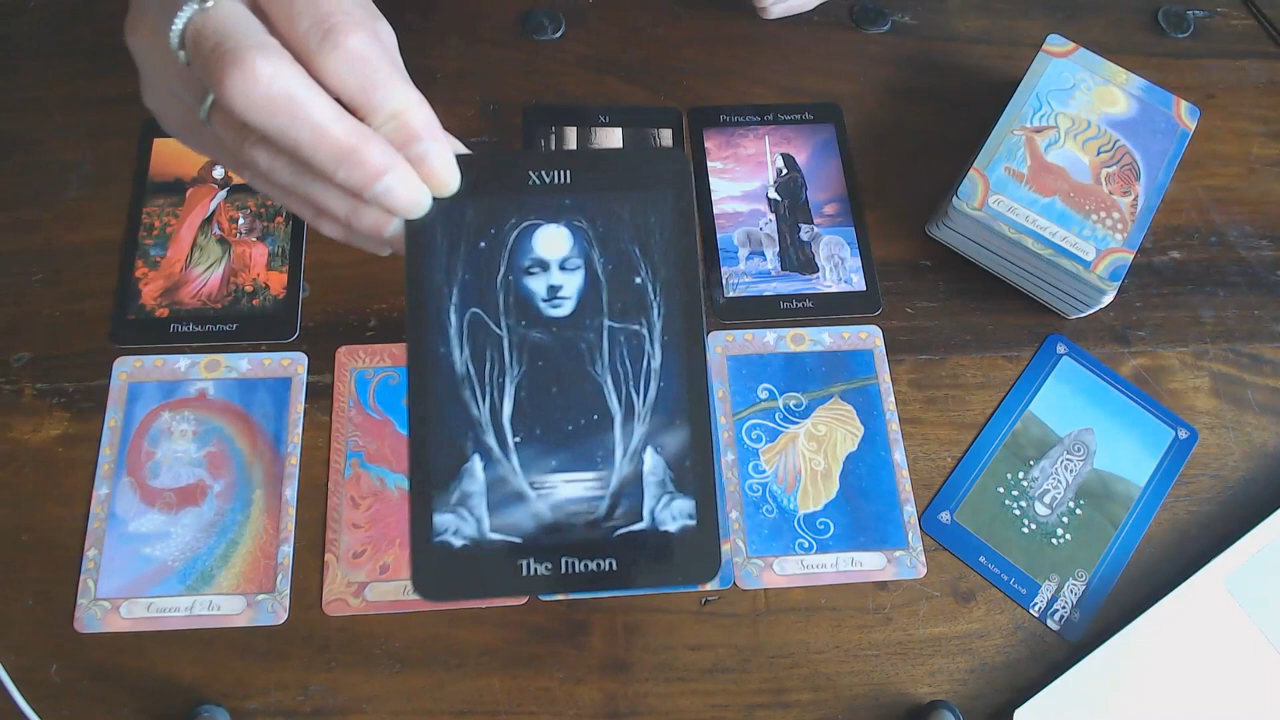 XI
Princess of Swords
XVIII
10 The Wheel of Fortune
Midsummer
Imbolc
The Moon
Seven of Air
Realm of Land
Queen of Air